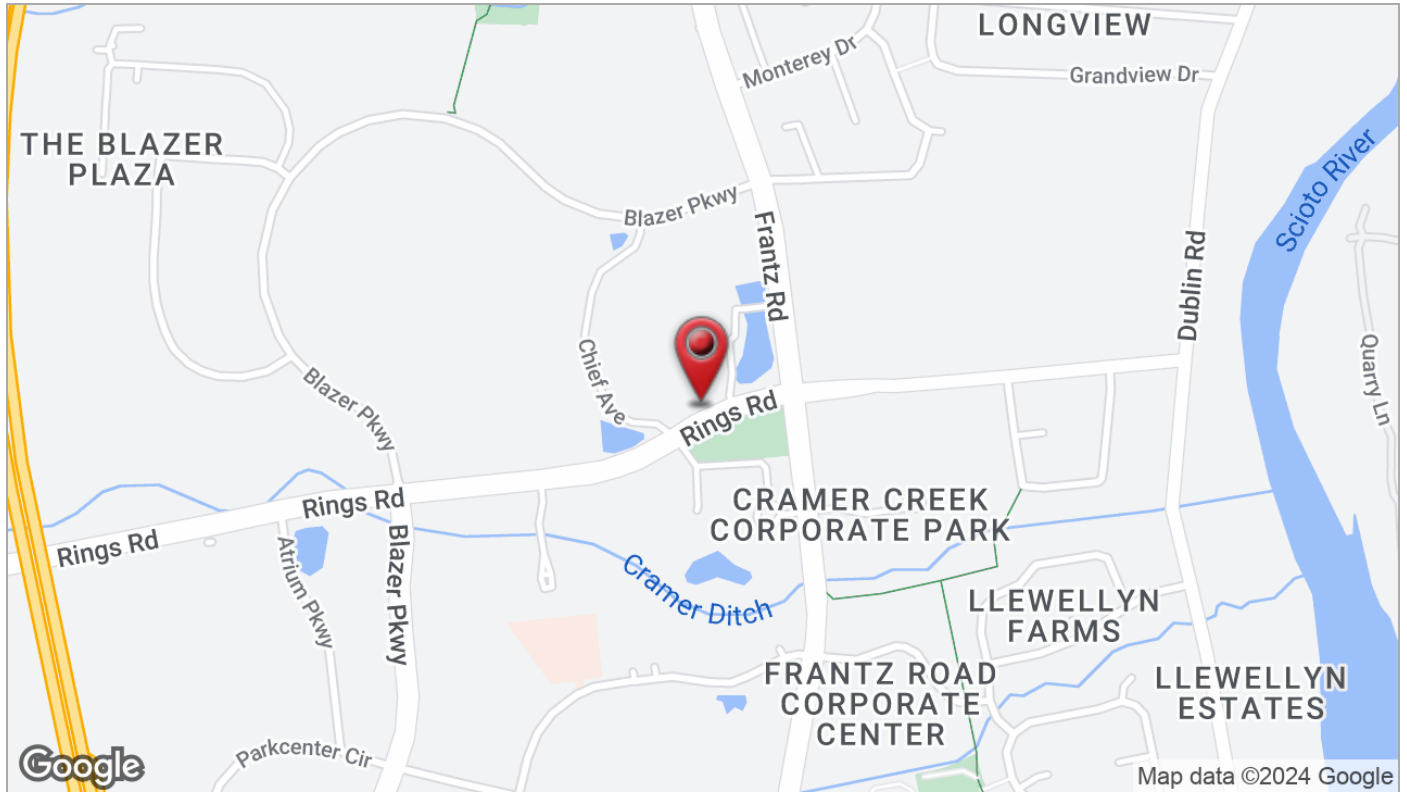 LONGVIEW
Monterey Dr
Grandview Dr
THE BLAZER
PLAZA
Scioto River
Blazer Pkwy
Frantz Rd
Dublin Rd
Chief Ave
Quarry Ln
Blazer Pkwy
Rings Rd
CRAMER CREEK
CORPORATE PARK
Rings Rd
Rings Rd
Atrium Pkwy
Blazer Pkwy
Cramer Ditch
LLEWELLYN
FARMS
FRANTZ ROAD
CORPORATE
CENTER
LLEWELLYN
ESTATES
Parkcenter Cir
Google
Map data ©2024 Google